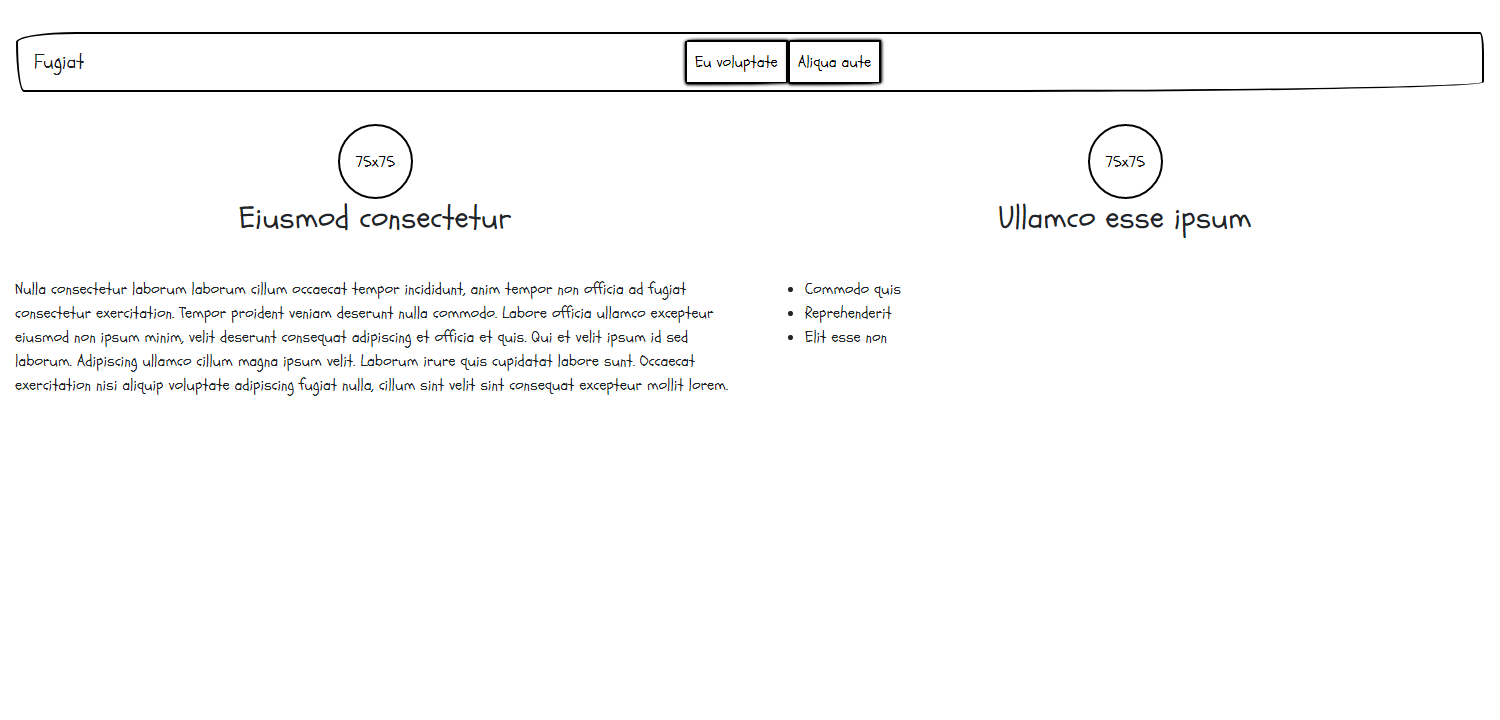 Fugiat
Eu voluptate
Aliqua aute
75x75
Eiusmod consectetur
Nulla consectetur laborum laborum cillum occaecat tempor incididunt, anim tempor non officia ad fugiat
consectetur exercitation. Tempor proident veniam deserunt nulla commodo. Labore officia ullamco excepteur
eiusmod non ipsum minim, velit deserunt consequat adipiscing et officia et quis. Qui et velit ipsum id sed
laborum. Adipiscing ullamco cillum magna ipsum velit. Laborum irure quis cupidatat labore sunt. Occaecat
exercitation nisi aliquip voluptate adipiscing fugiat nulla, cillum sint velit sint consequat excepteur mollit lorem.
75x75
Ullamco esse ipsum
Commodo quis
Reprehenderit
Elit esse non